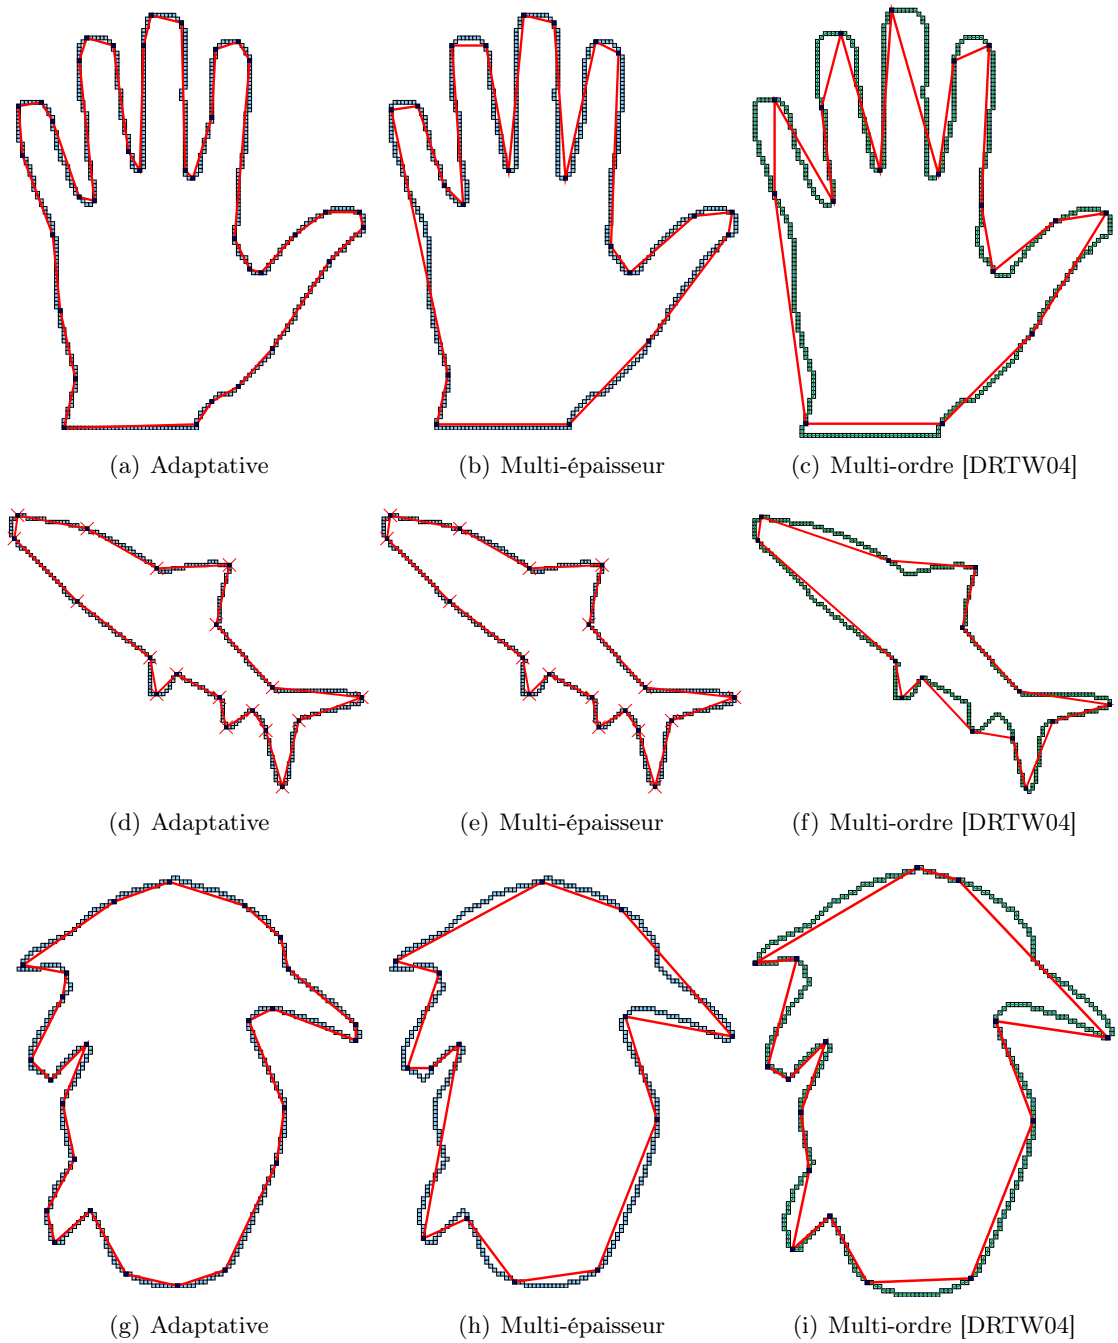 (a) Adaptative
(b) Multi-épaisseur
(c) Multi-ordre [DRTW04]
(d) Adaptative
(e) Multi-épaisseur
(f) Multi-ordre [DRTW04]
(g) Adaptative
(h) Multi-épaisseur
(i) Multi-ordre [DRTW04]